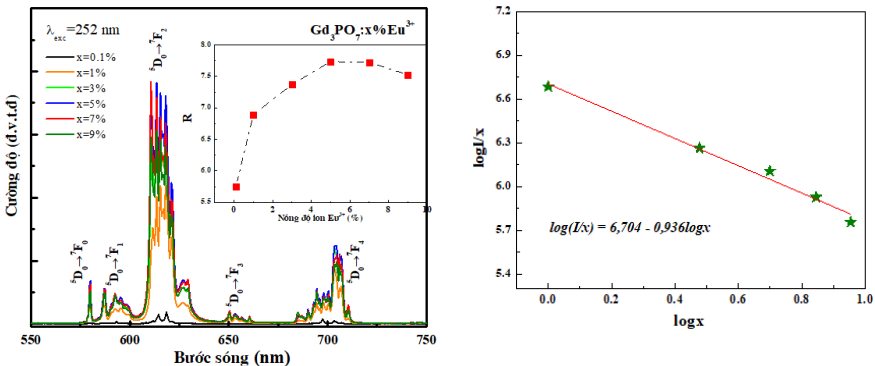 λexc=252 nm
Gd3PO7:x%Eu3+
x=0.1%
x=1%
x=3%
x=5%
x=7%
x=9%
5D0→7F0
5D0→7F1
5D0→7F2
5D0→7F3
5D0→7F4
Cường độ (đ.v.t.d)
550 600 650 700 750
Bước sóng (nm)
R
8.0
7.5
7.0
6.5
6.0
5.5
0 2 4 6 8 10
Nồng độ ion Eu3+ (%)
logI/x
7.2
6.9
6.6
6.3
6.0
5.7
5.4
log(I/x) = 6,704 - 0,936logx
0.0 0.2 0.4 0.6 0.8 1.0
logx